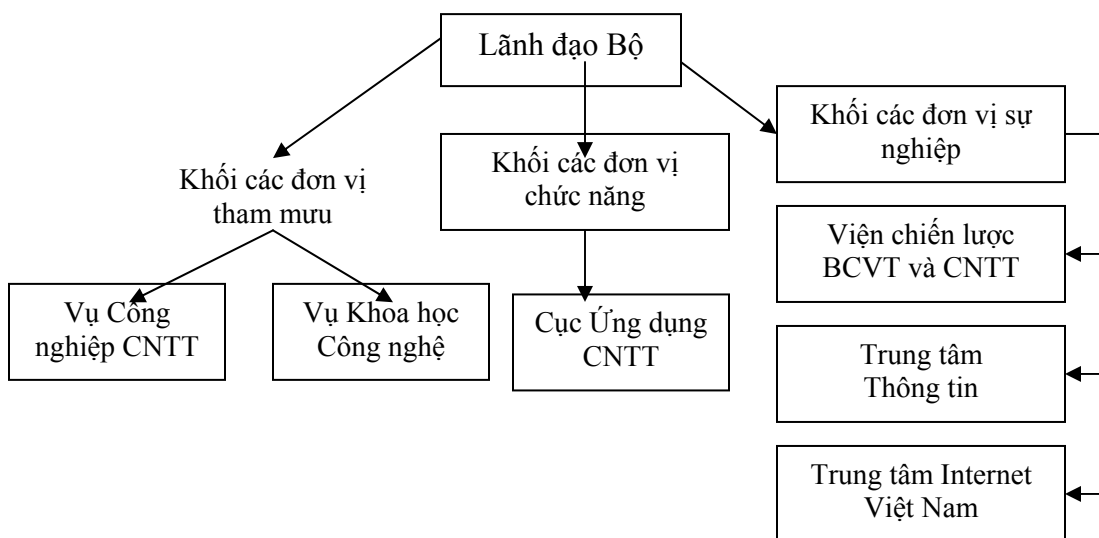 Lãnh đạo Bộ
Khối các đơn vị sự
nghiệp
Khối các đơn vị
chức năng
Khối các đơn vị
tham mưu
Viện chiến lược
BCVT và CNTT
Vụ Công
nghiệp CNTT
Vụ Khoa học
Công nghệ
Cục Ứng dụng
CNTT
Trung tâm
Thông tin
Trung tâm Internet
Việt Nam